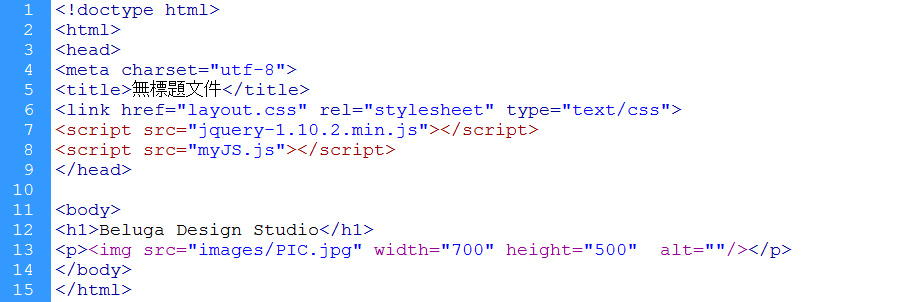 1 <!doctype html>
2 <html>
3 <head>
4 <meta charset="utf-8">
5 <title>無標題文件</title>
6 <link href="layout.css" rel="stylesheet" type="text/css">
7 <script src="jquery-1.10.2.min.js"></script>
8 <script src="myJS.js"></script>
9 </head>
10
11 <body>
12 <h1>Beluga Design Studio</h1>
13 <p><img src="images/PIC.jpg" width="700" height="500"  alt=""/></p>
14 </body>
15 </html>